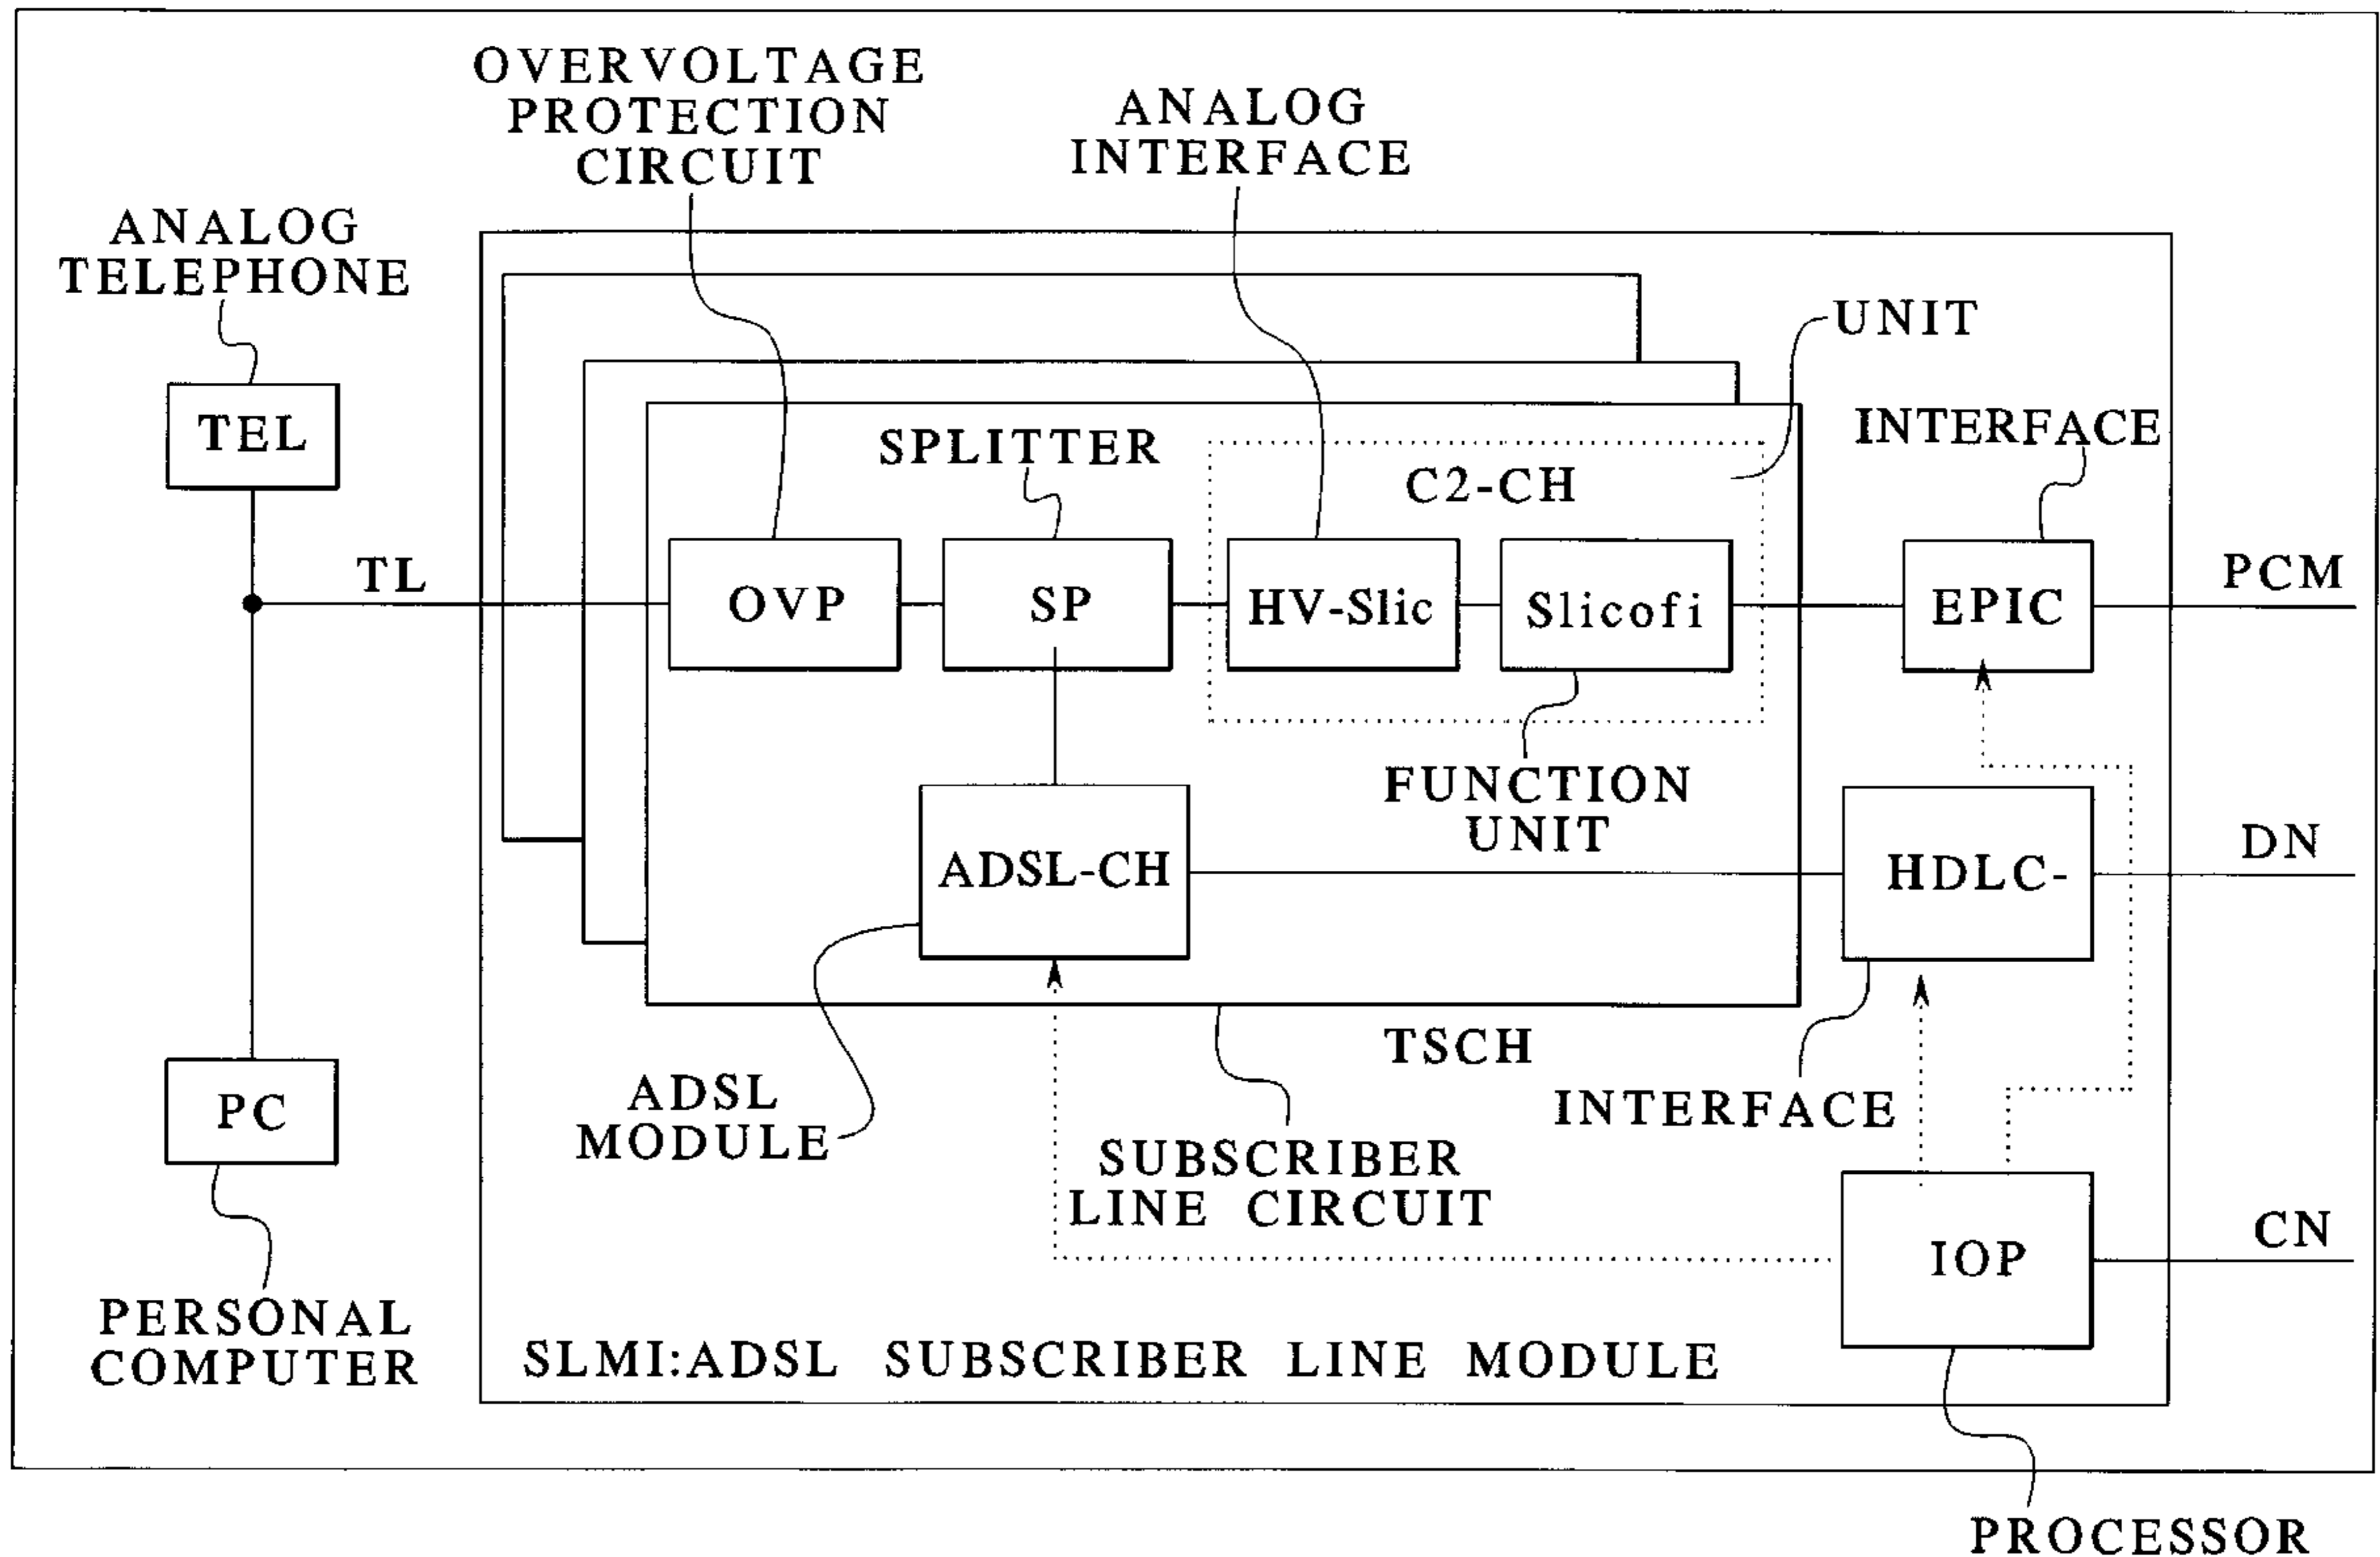 OVERVOLTAGE
PROTECTION
CIRCUIT
ANALOG
INTERFACE
ANALOG
TELEPHONE
UNIT
INTERFACE
TEL
SPLITTER
C2-CH
TL
OVP
SP
HV-Slic
Slicofi
EPIC
PCM
FUNCTION
UNIT
ADSL-CH
HDLC-
DN
TSCH
ADSL
MODULE
PC
INTERFACE
SUBSCRIBER
LINE CIRCUIT
IOP
CN
PERSONAL
COMPUTER
SLMI:ADSL SUBSCRIBER LINE MODULE
PROCESSOR